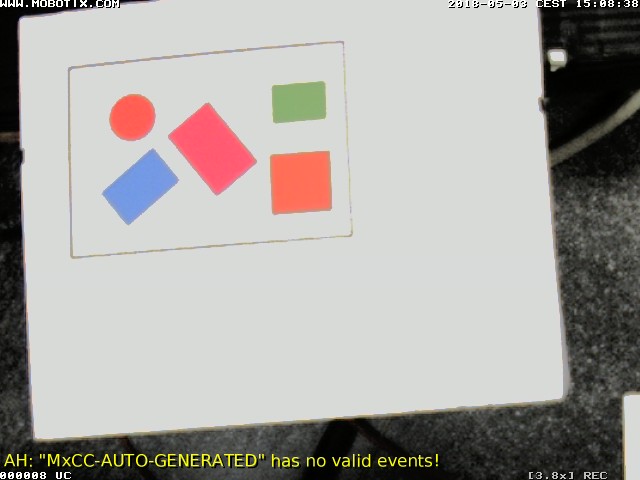 WWW.MOBOTIX.COM 2018-05-03 CEST 15:08:38
AH: "MxCC-AUTO-GENERATED" has no valid events!
000008 UC [3.8x] REC